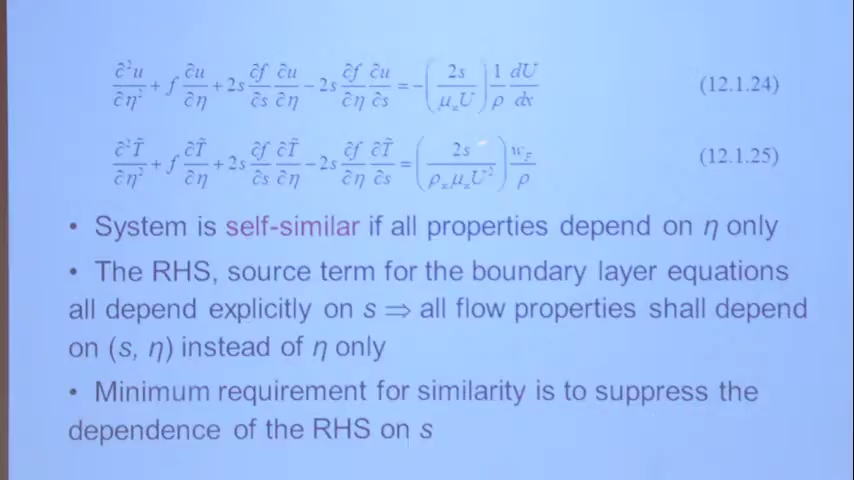 ∂²u/∂η² + f ∂u/∂η + 2s ∂f/∂s ∂u/∂η − 2s ∂f/∂η ∂u/∂s = −(2s/μ∞U) 1/ρ dU/dx (12.1.24)
∂²T̃/∂η² + f ∂T̃/∂η + 2s ∂f/∂s ∂T̃/∂η − 2s ∂f/∂η ∂T̃/∂s = (2s/ρ∞μ∞U²) w_F/ρ (12.1.25)
• System is self-similar if all properties depend on η only
• The RHS, source term for the boundary layer equations
all depend explicitly on s ⇒ all flow properties shall depend
on (s, η) instead of η only
• Minimum requirement for similarity is to suppress the
dependence of the RHS on s